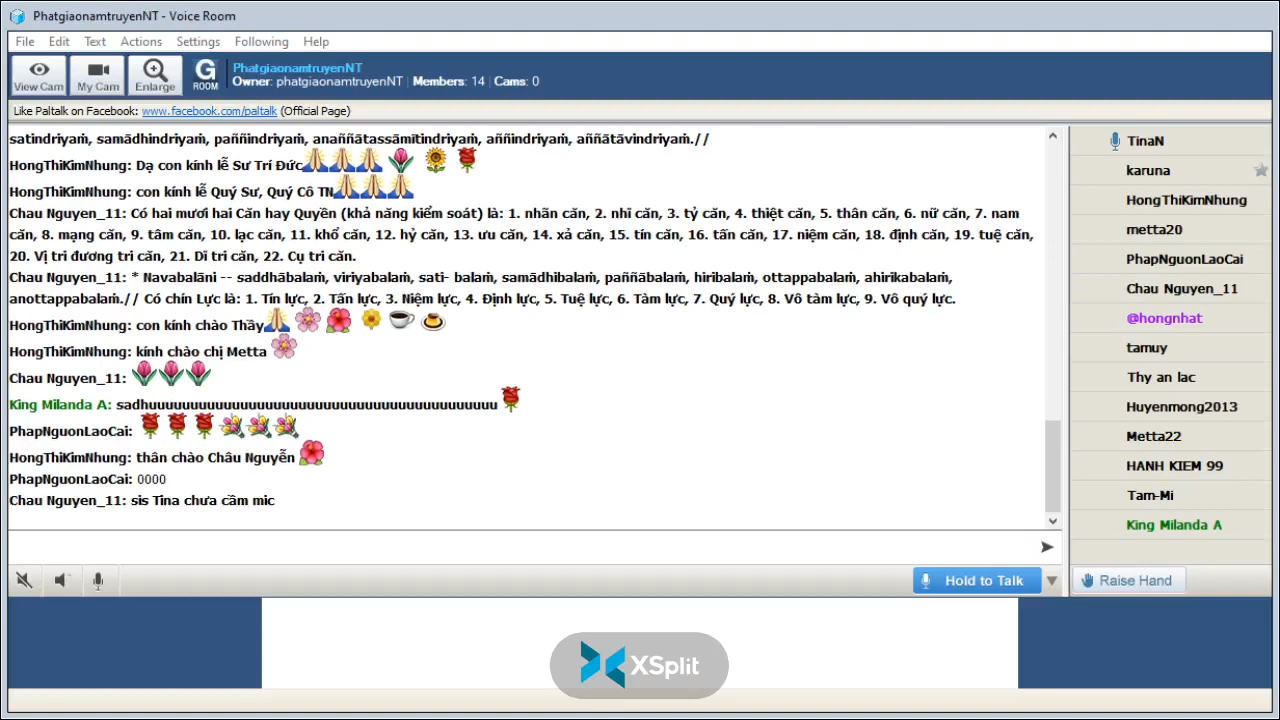 PhatgiaonamtruyenNT - Voice Room
File Edit Text Actions Settings Following Help
View Cam My Cam Enlarge G ROOM
PhatgiaonamtruyenNT
Owner: phatgiaonamtruyenNT Members: 14 Cams: 0
Like Paltalk on Facebook: www.facebook.com/paltalk (Official Page)
satindriyaṁ, samādhindriyaṁ, paññindriyaṁ, anaññātassāmītindriyaṁ, aññindriyaṁ, aññātāvindriyaṁ.//
HongThiKimNhung: Dạ con kính lễ Sư Trí Đức
HongThiKimNhung: con kính lễ Quý Sư, Quý Cô TN
Chau Nguyen_11: Có hai mươi hai Căn hay Quyền (khả năng kiểm soát) là: 1. nhãn căn, 2. nhĩ căn, 3. tỷ căn, 4. thiệt căn, 5. thân căn, 6. nữ căn, 7. nam
căn, 8. mạng căn, 9. tâm căn, 10. lạc căn, 11. khổ căn, 12. hỷ căn, 13. ưu căn, 14. xả căn, 15. tín căn, 16. tấn căn, 17. niệm căn, 18. định căn, 19. tuệ căn,
20. Vị tri đương tri căn, 21. Dĩ tri căn, 22. Cụ tri căn.
Chau Nguyen_11: * Navabalāni -- saddhābalaṁ, viriyabalaṁ, sati- balaṁ, samādhibalaṁ, paññābalaṁ, hiribalaṁ, ottappabalaṁ, ahirikabalaṁ,
anottappabalaṁ.// Có chín Lực là: 1. Tín lực, 2. Tấn lực, 3. Niệm lực, 4. Định lực, 5. Tuệ lực, 6. Tàm lực, 7. Quý lực, 8. Vô tàm lực, 9. Vô quý lực.
HongThiKimNhung: con kính chào Thầy
HongThiKimNhung: kính chào chị Metta
Chau Nguyen_11:
King Milanda A: sadhuuuuuuuuuuuuuuuuuuuuuuuuuuuuuuuuuuuuuuuu
PhapNguonLaoCai:
HongThiKimNhung: thân chào Châu Nguyễn
PhapNguonLaoCai: 0000
Chau Nguyen_11: sis Tina chưa cầm mic
TinaN
karuna
HongThiKimNhung
metta20
PhapNguonLaoCai
Chau Nguyen_11
@hongnhat
tamuy
Thy an lac
Huyenmong2013
Metta22
HANH KIEM 99
Tam-Mi
King Milanda A
Hold to Talk
Raise Hand
XSplit